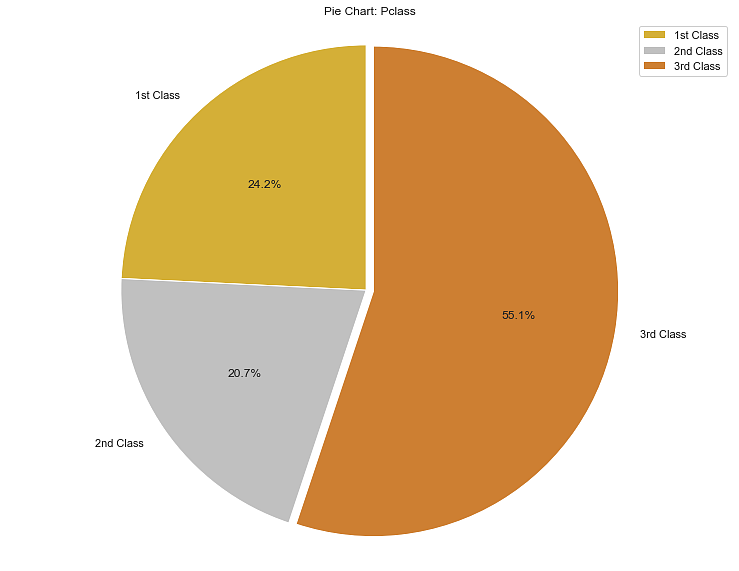 Pie Chart: Pclass
1st Class
2nd Class
3rd Class
1st Class
24.2%
55.1%
3rd Class
20.7%
2nd Class